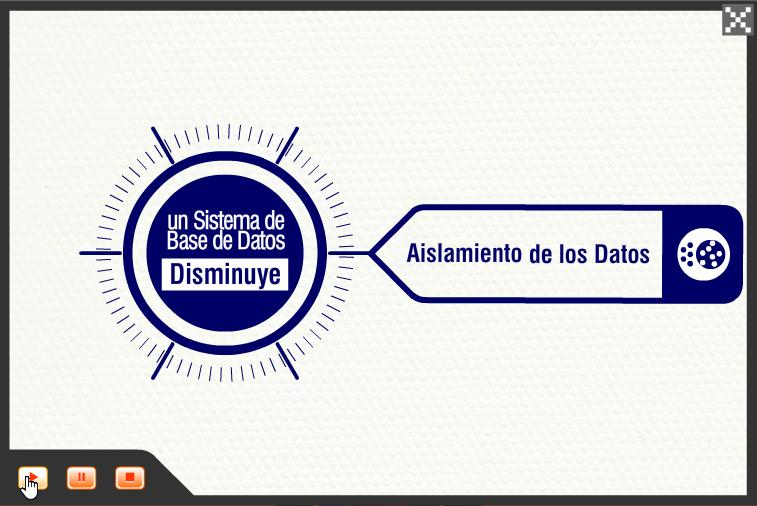 un Sistema de
Base de Datos
Disminuye
Aislamiento de los Datos